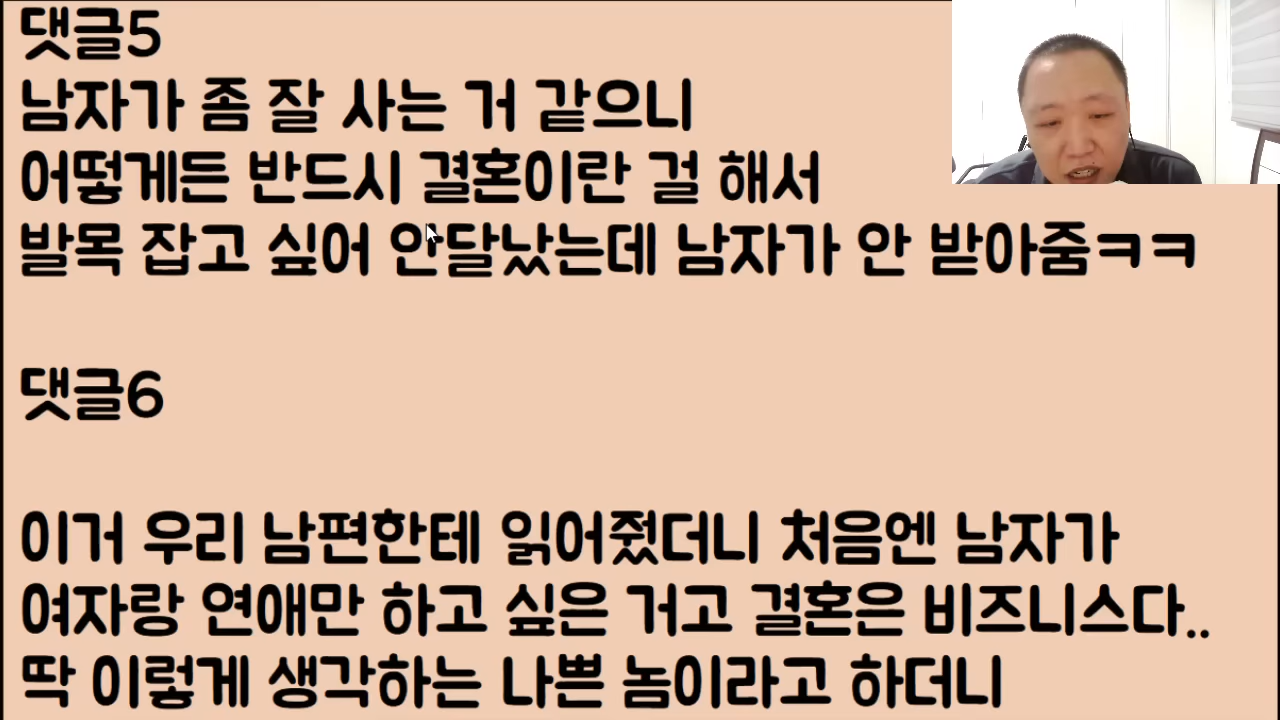 댓글5
남자가 좀 잘 사는 거 같으니
어떻게든 반드시 결혼이란 걸 해서
발목 잡고 싶어 안달났는데 남자가 안 받아줌ㅋㅋ
댓글6
이거 우리 남편한테 읽어줬더니 처음엔 남자가
여자랑 연애만 하고 싶은 거고 결혼은 비즈니스다..
딱 이렇게 생각하는 나쁜 놈이라고 하더니